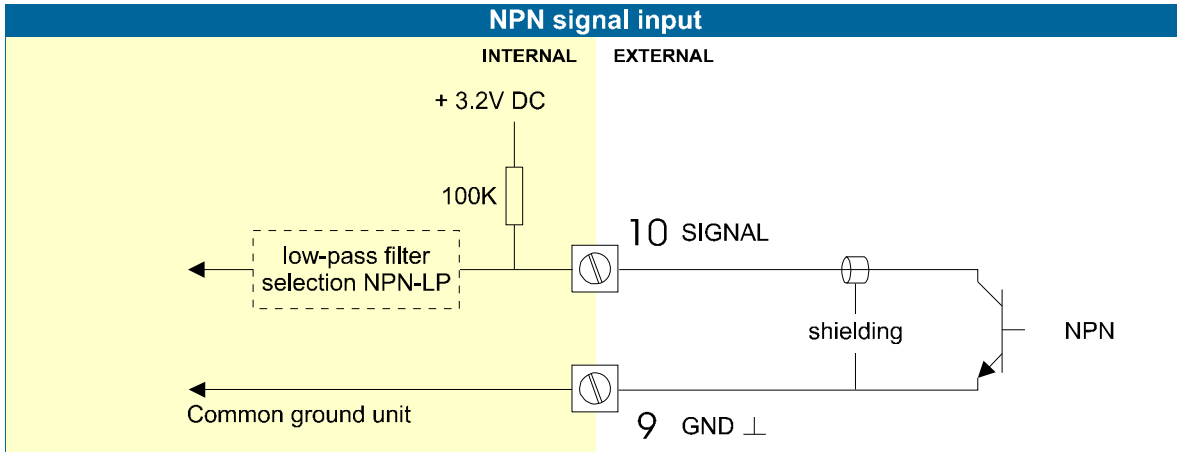 NPN signal input
INTERNAL
EXTERNAL
+ 3.2V DC
100K
10 SIGNAL
low-pass filter
selection NPN-LP
shielding
NPN
Common ground unit
9 GND ⊥